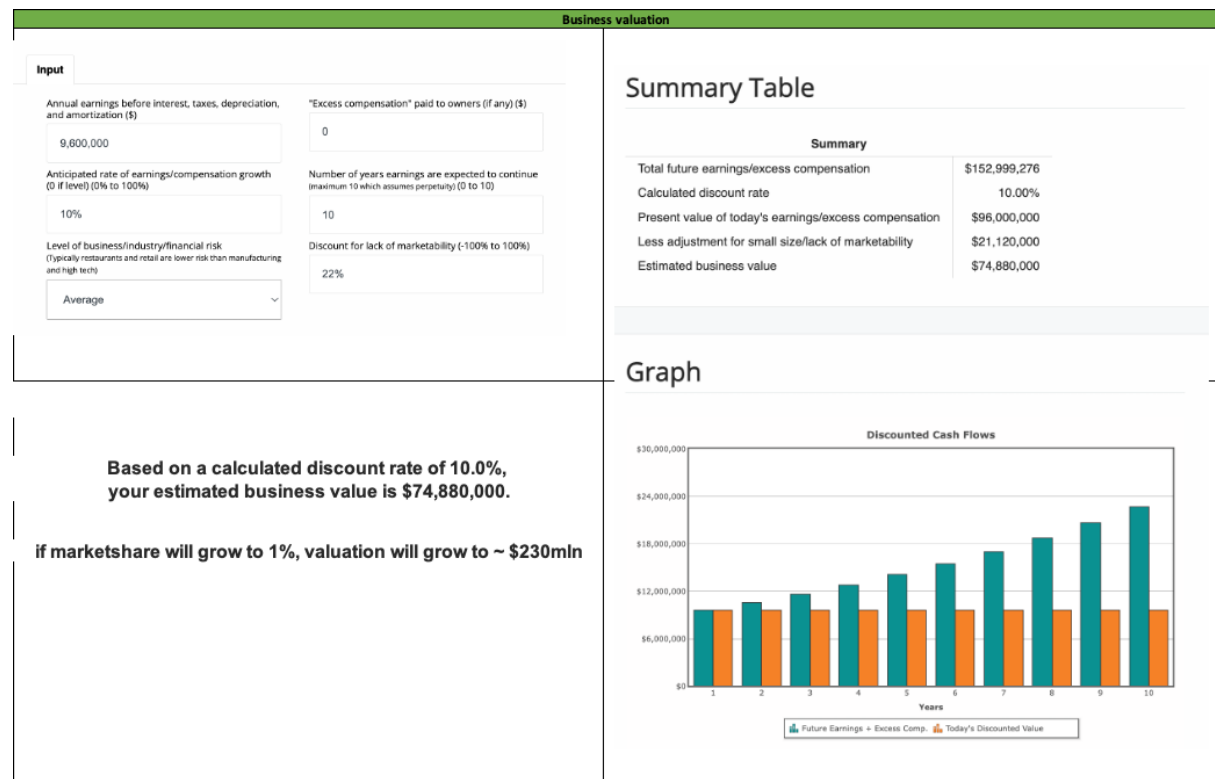 Business valuation
Input
Annual earnings before interest, taxes, depreciation,
and amortization ($)
9,600,000
"Excess compensation" paid to owners (if any) ($)
0
Anticipated rate of earnings/compensation growth
(0 if level) (0% to 100%)
10%
Number of years earnings are expected to continue
(maximum 10 which assumes perpetuity) (0 to 10)
10
Level of business/industry/financial risk
(Typically restaurants and retail are lower risk than manufacturing
and high tech)
Average
Discount for lack of marketability (-100% to 100%)
22%
Summary Table
Summary
Total future earnings/excess compensation $152,999,276
Calculated discount rate 10.00%
Present value of today's earnings/excess compensation $96,000,000
Less adjustment for small size/lack of marketability $21,120,000
Estimated business value $74,880,000
Based on a calculated discount rate of 10.0%,
your estimated business value is $74,880,000.
if marketshare will grow to 1%, valuation will grow to ~ $230mln
Graph
Discounted Cash Flows
$30,000,000
$24,000,000
$18,000,000
$12,000,000
$6,000,000
$0
1 2 3 4 5 6 7 8 9 10
Years
Future Earnings + Excess Comp. Today's Discounted Value